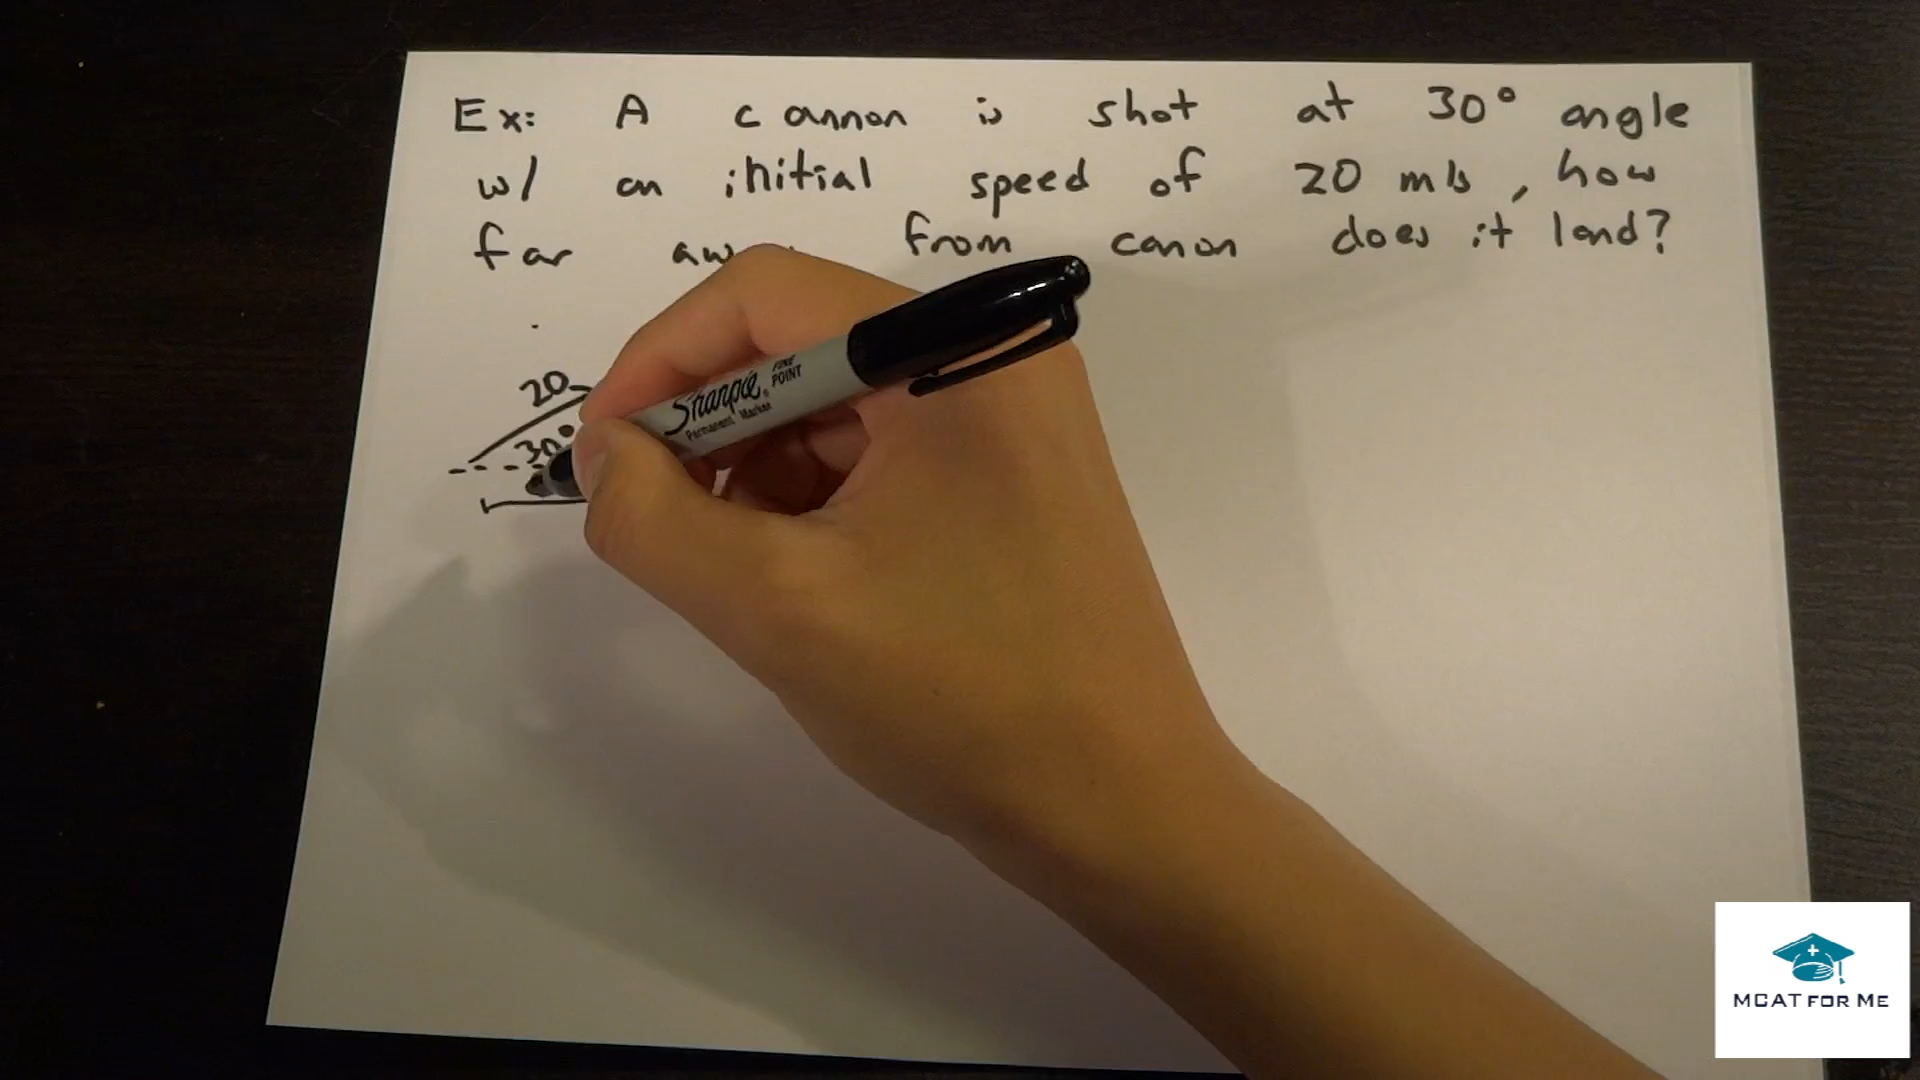 Ex: A cannon is shot at 30° angle
w/ an initial speed of 20 m/s, how
far from canon does it land?
20
30°
Sharpie
FINE POINT
Permanent Marker
MCAT FOR ME